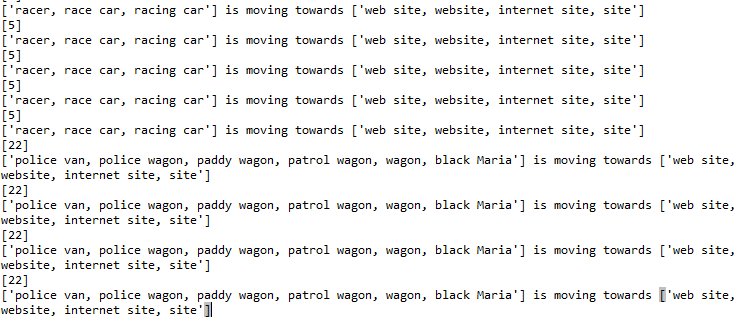 ['racer, race car, racing car'] is moving towards ['web site, website, internet site, site']
[5]
['racer, race car, racing car'] is moving towards ['web site, website, internet site, site']
[5]
['racer, race car, racing car'] is moving towards ['web site, website, internet site, site']
[5]
['racer, race car, racing car'] is moving towards ['web site, website, internet site, site']
[5]
['racer, race car, racing car'] is moving towards ['web site, website, internet site, site']
[22]
['police van, police wagon, paddy wagon, patrol wagon, wagon, black Maria'] is moving towards ['web site,
website, internet site, site']
[22]
['police van, police wagon, paddy wagon, patrol wagon, wagon, black Maria'] is moving towards ['web site,
website, internet site, site']
[22]
['police van, police wagon, paddy wagon, patrol wagon, wagon, black Maria'] is moving towards ['web site,
website, internet site, site']
[22]
['police van, police wagon, paddy wagon, patrol wagon, wagon, black Maria'] is moving towards ['web site,
website, internet site, site']